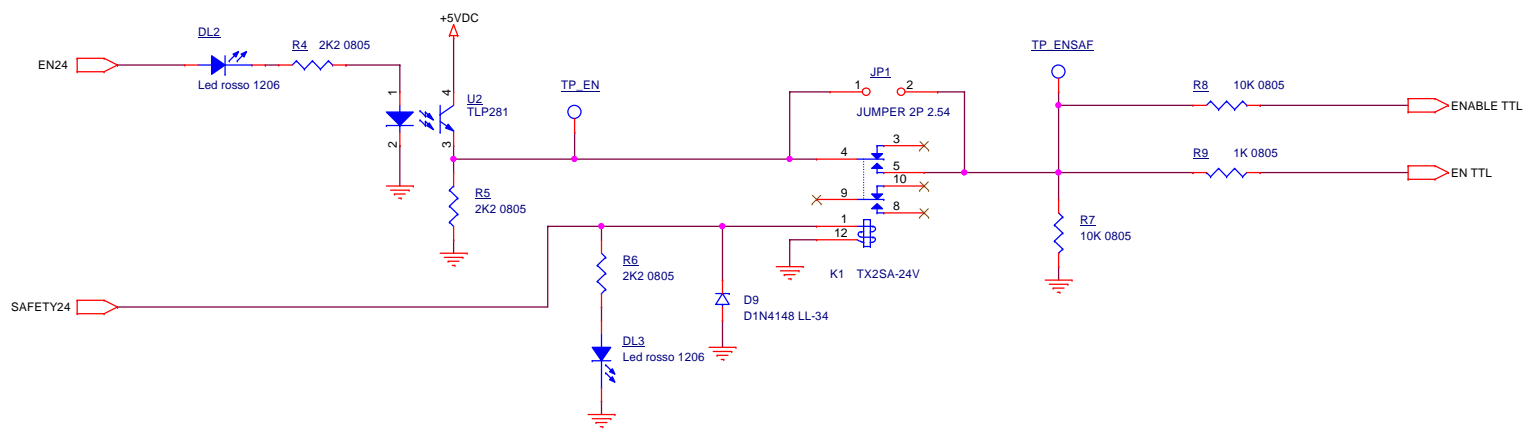 +5VDC
DL2
EN24
Led rosso 1206
R4 2K2 0805
1
2
4
3
U2
TLP281
TP_EN
R5
2K2 0805
JP1
1
2
JUMPER 2P 2.54
4
3
5
10
9
8
1
12
K1 TX2SA-24V
TP_ENSAF
R8 10K 0805
ENABLE TTL
R9 1K 0805
EN TTL
R7
10K 0805
SAFETY24
R6
2K2 0805
D9
D1N4148 LL-34
DL3
Led rosso 1206